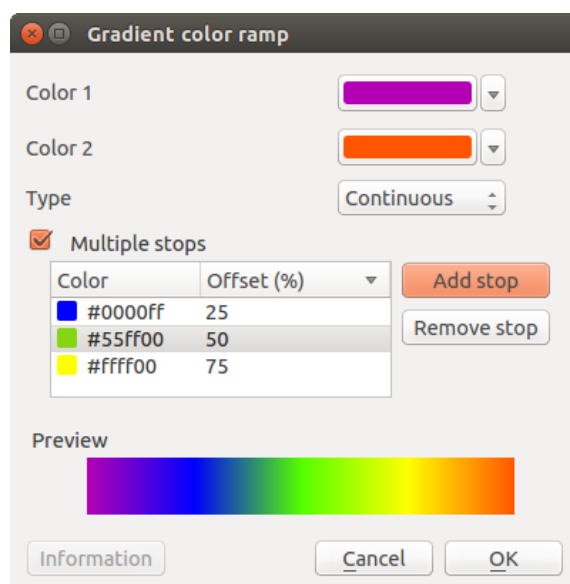 Gradient color ramp
Color 1
Color 2
Type Continuous
Multiple stops
Color Offset (%) Add stop
#0000ff 25
Remove stop
#55ff00 50
#ffff00 75
Preview
Information Cancel OK